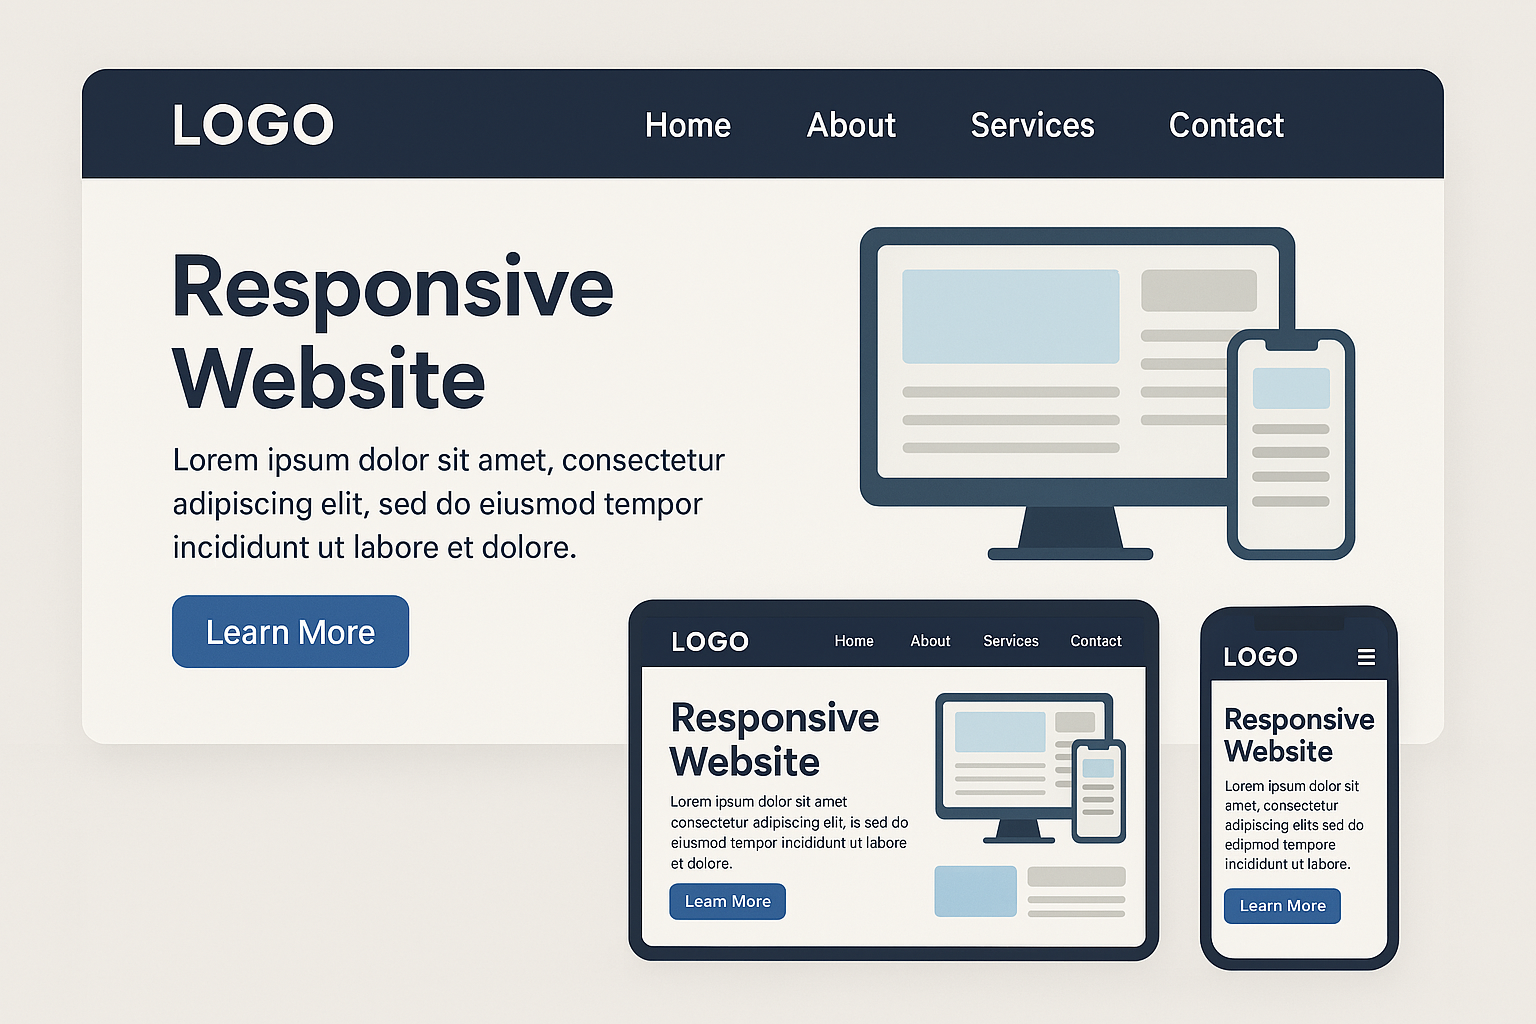 LOGO
Home About Services Contact
Responsive
Website
Lorem ipsum dolor sit amet, consectetur
adipiscing elit, sed do eiusmod tempor
incididunt ut labore et dolore.
Learn More
LOGO
Home About Services Contact
Responsive
Website
Lorem ipsum dolor sit amet
consectetur adipiscing elit, is sed do
eiusmod tempor incididunt ut labore
et dolore.
Leam More
LOGO
Responsive
Website
Lorem ipsum dolor sit
amet, consectetur
adipiscing elits sed do
edipmod tempore
incididunt ut labore.
Learn More